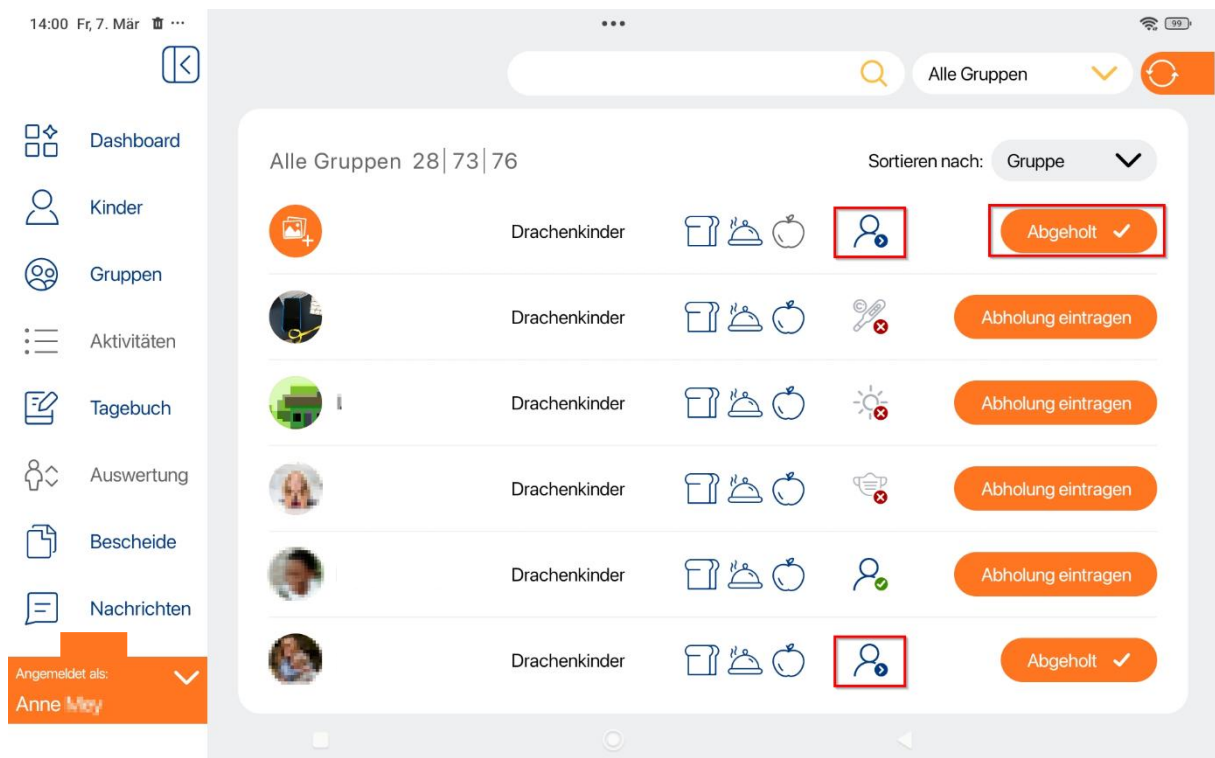 14:00 Fr, 7. Mär
Alle Gruppen
Dashboard
Kinder
Gruppen
Aktivitäten
Tagebuch
Auswertung
Bescheide
Nachrichten
Angemeldet als:
Anne
Alle Gruppen 28| 73| 76
Sortieren nach: Gruppe
Drachenkinder Abgeholt
Drachenkinder Abholung eintragen
Drachenkinder Abholung eintragen
Drachenkinder Abholung eintragen
Drachenkinder Abholung eintragen
Drachenkinder Abgeholt
99